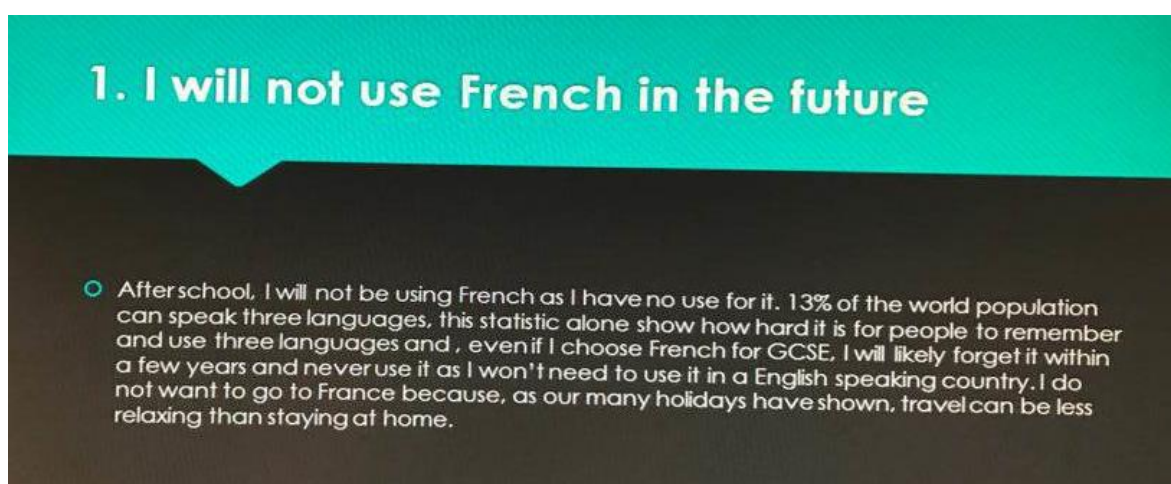 1. I will not use French in the future
After school, I will not be using French as I have no use for it. 13% of the world population
can speak three languages, this statistic alone show how hard it is for people to remember
and use three languages and , even if I choose French for GCSE, I will likely forget it within
a few years and never use it as I won't need to use it in a English speaking country. I do
not want to go to France because, as our many holidays have shown, travel can be less
relaxing than staying at home.